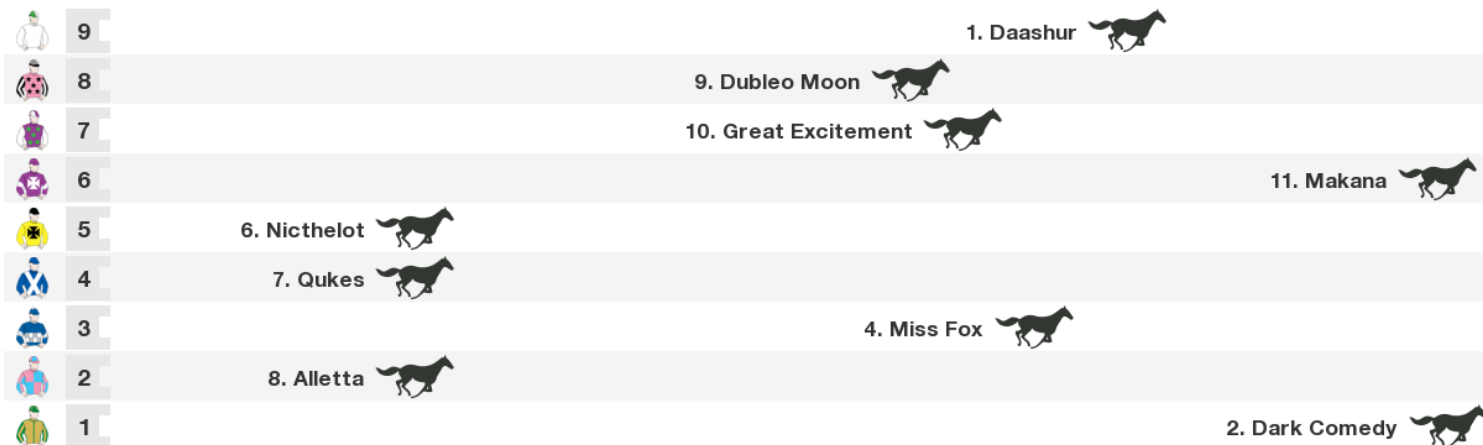 9 1. Daashur
8 9. Dubleo Moon
7 10. Great Excitement
6 11. Makana
5 6. Nicthelot
4 7. Qukes
3 4. Miss Fox
2 8. Alletta
1 2. Dark Comedy